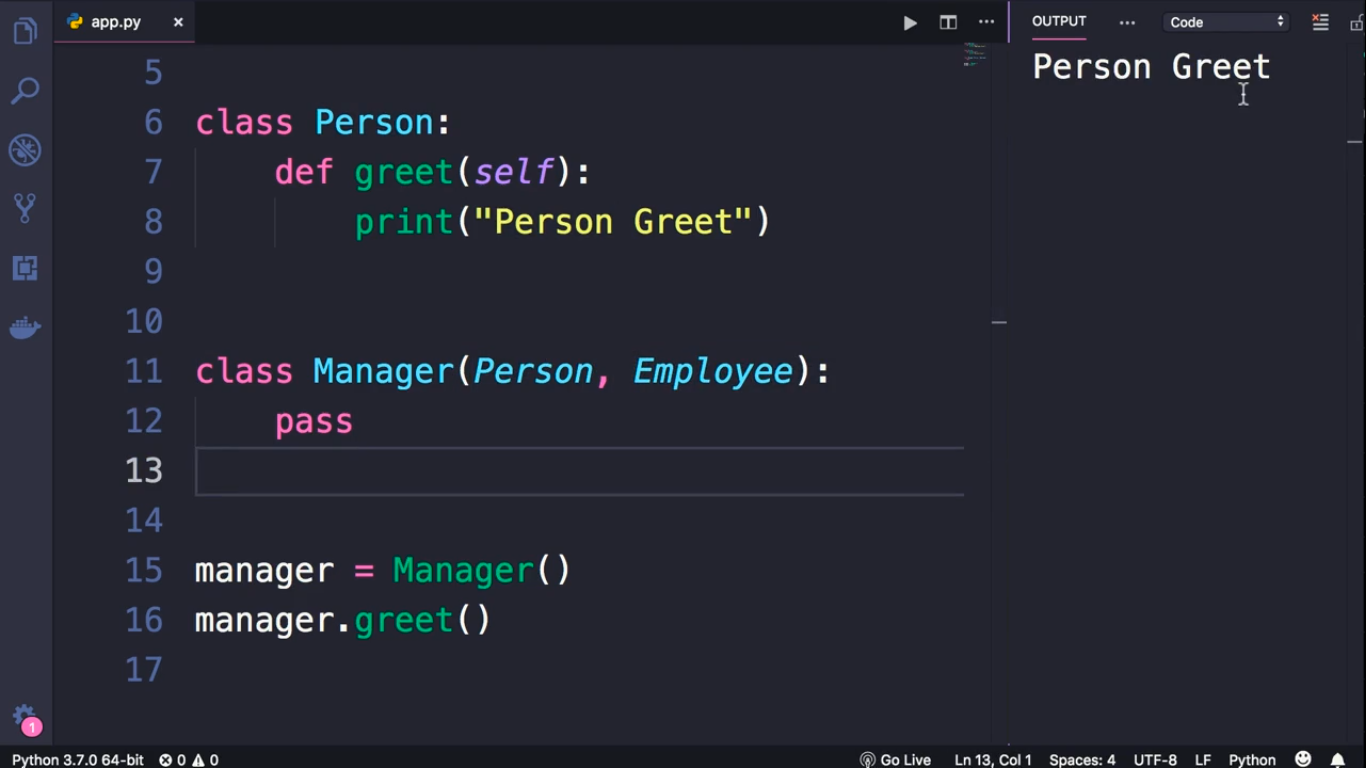 app.py ×
OUTPUT ... Code
Person Greet
5
6 class Person:
7     def greet(self):
8         print("Person Greet")
9
10
11 class Manager(Person, Employee):
12     pass
13
14
15 manager = Manager()
16 manager.greet()
17
1
Python 3.7.0 64-bit 0 0 Go Live Ln 13, Col 1 Spaces: 4 UTF-8 LF Python